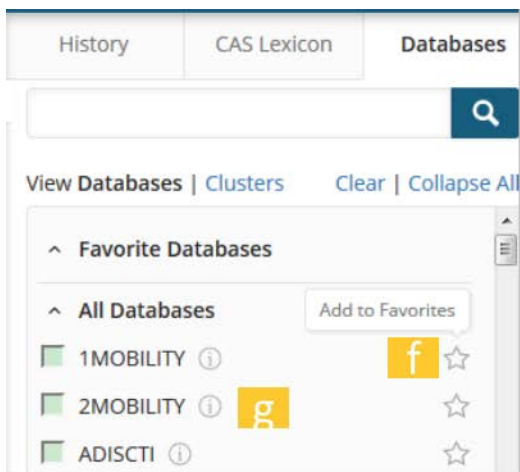 History CAS Lexicon Databases
View Databases | Clusters Clear | Collapse All
Favorite Databases
All Databases Add to Favorites
1MOBILITY f
2MOBILITY g
ADISCTI